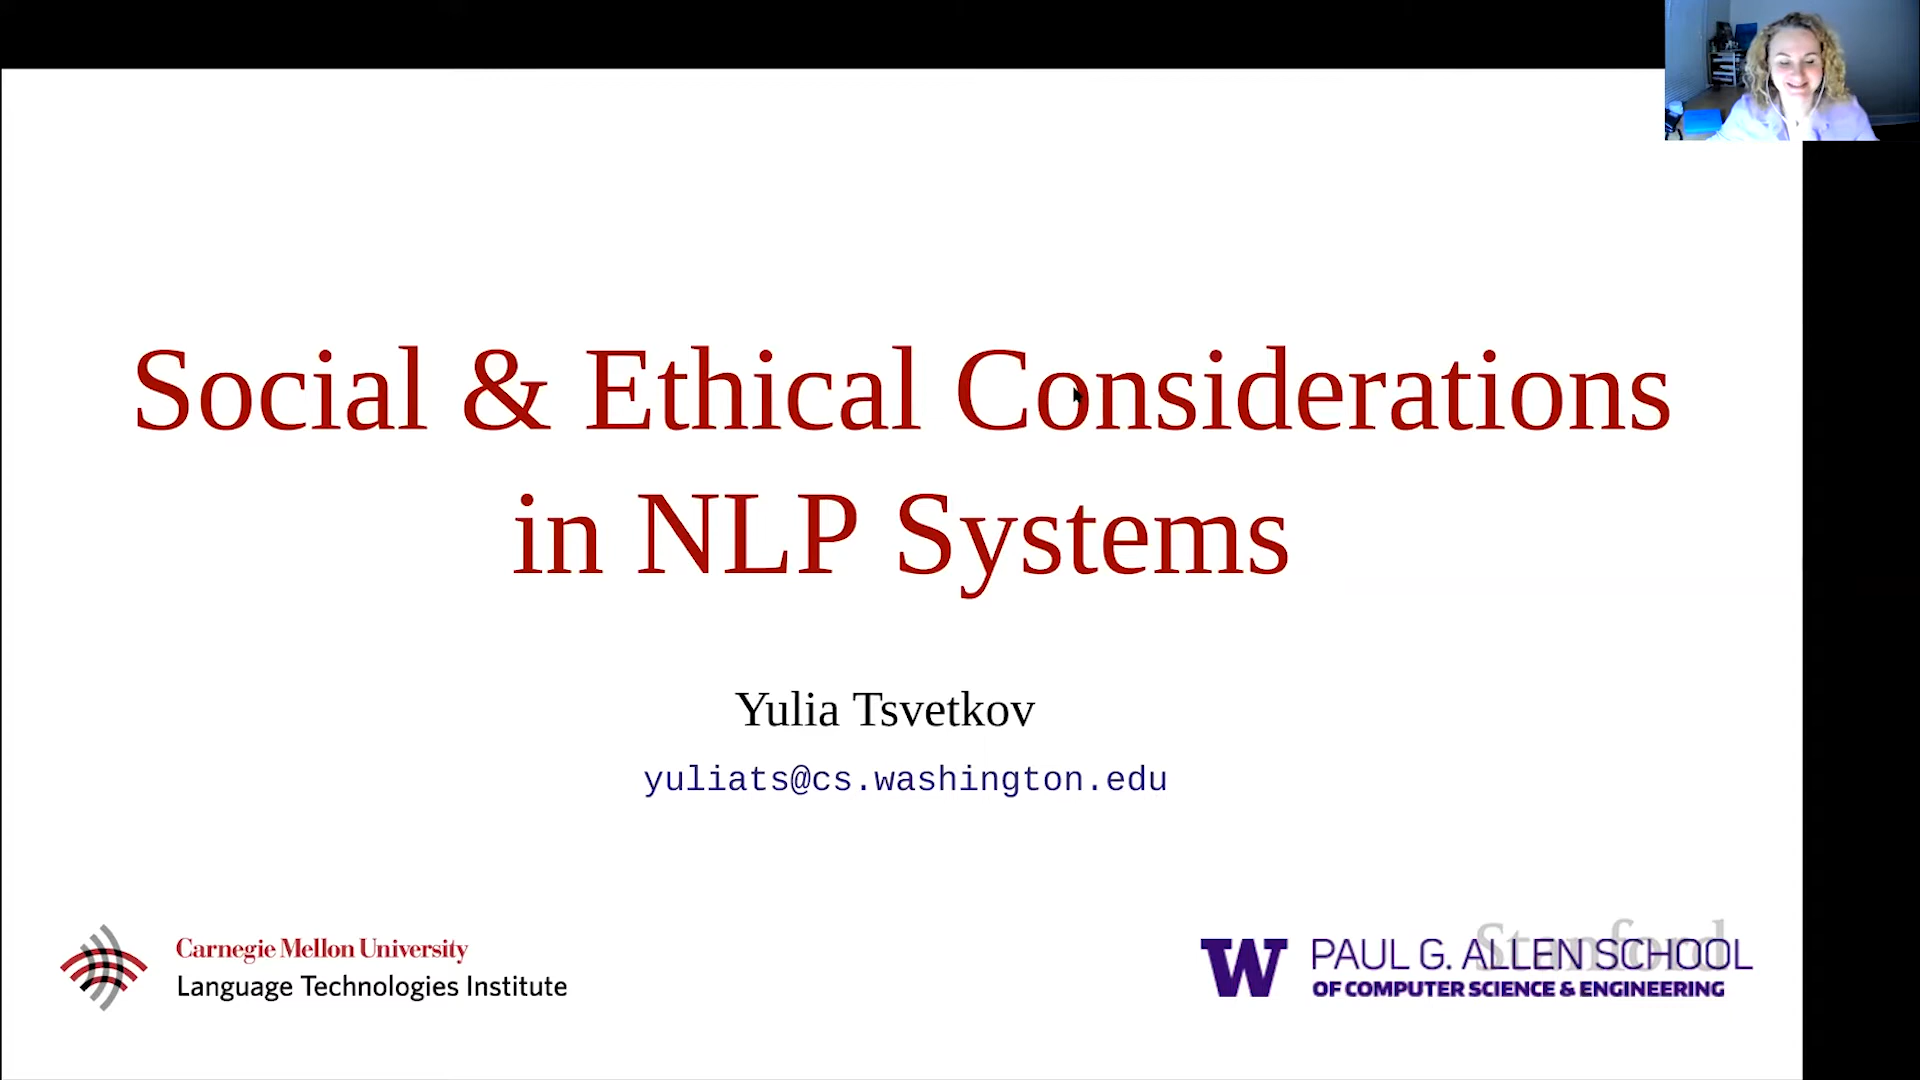 Social & Ethical Considerations
in NLP Systems
Yulia Tsvetkov
yuliats@cs.washington.edu
Carnegie Mellon University
Language Technologies Institute
W PAUL G. ALLEN SCHOOL
OF COMPUTER SCIENCE & ENGINEERING
Stanford